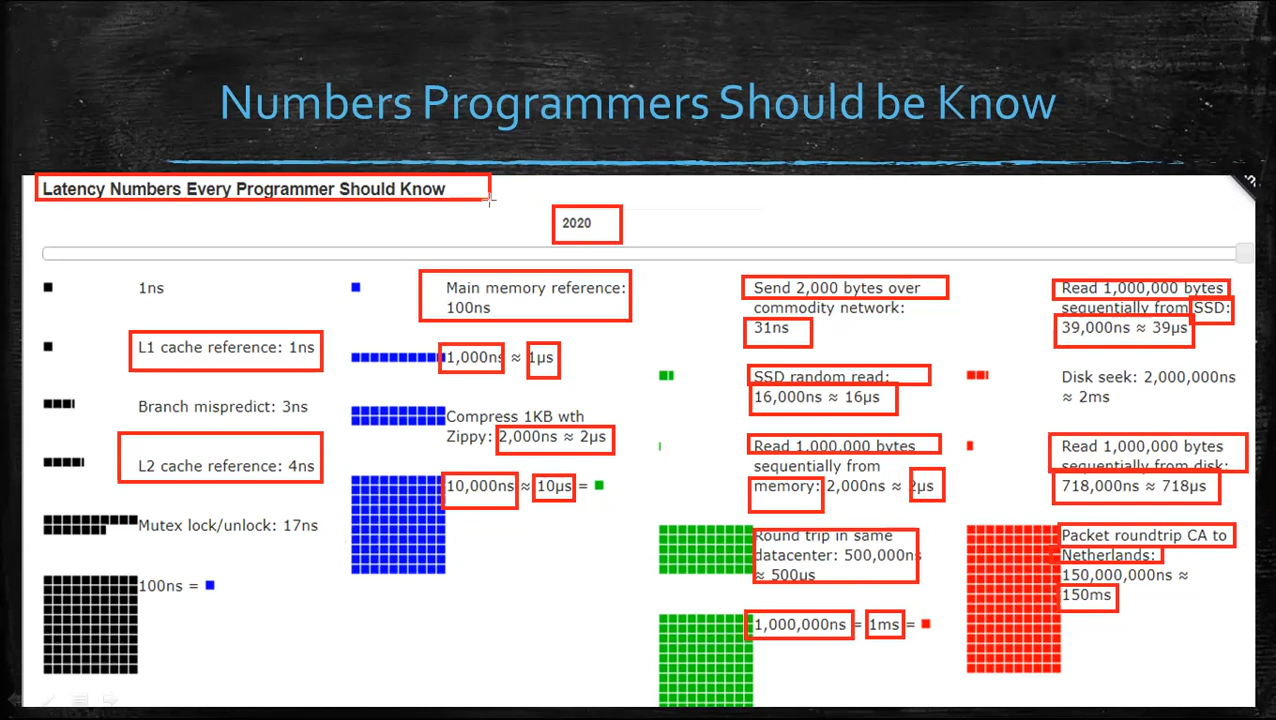 Numbers Programmers Should be Know
Latency Numbers Every Programmer Should Know
2020
1ns
L1 cache reference: 1ns
Branch mispredict: 3ns
L2 cache reference: 4ns
Mutex lock/unlock: 17ns
100ns =
Main memory reference:
100ns
1,000ns ≈ 1µs
Compress 1KB wth
Zippy: 2,000ns ≈ 2µs
10,000ns ≈ 10µs =
Send 2,000 bytes over
commodity network:
31ns
SSD random read:
16,000ns ≈ 16µs
Read 1,000,000 bytes
sequentially from
memory: 2,000ns ≈ 2µs
Round trip in same
datacenter: 500,000ns
≈ 500µs
1,000,000ns = 1ms =
Read 1,000,000 bytes
sequentially from SSD:
39,000ns ≈ 39µs
Disk seek: 2,000,000ns
≈ 2ms
Read 1,000,000 bytes
sequentially from disk:
718,000ns ≈ 718µs
Packet roundtrip CA to
Netherlands:
150,000,000ns ≈
150ms